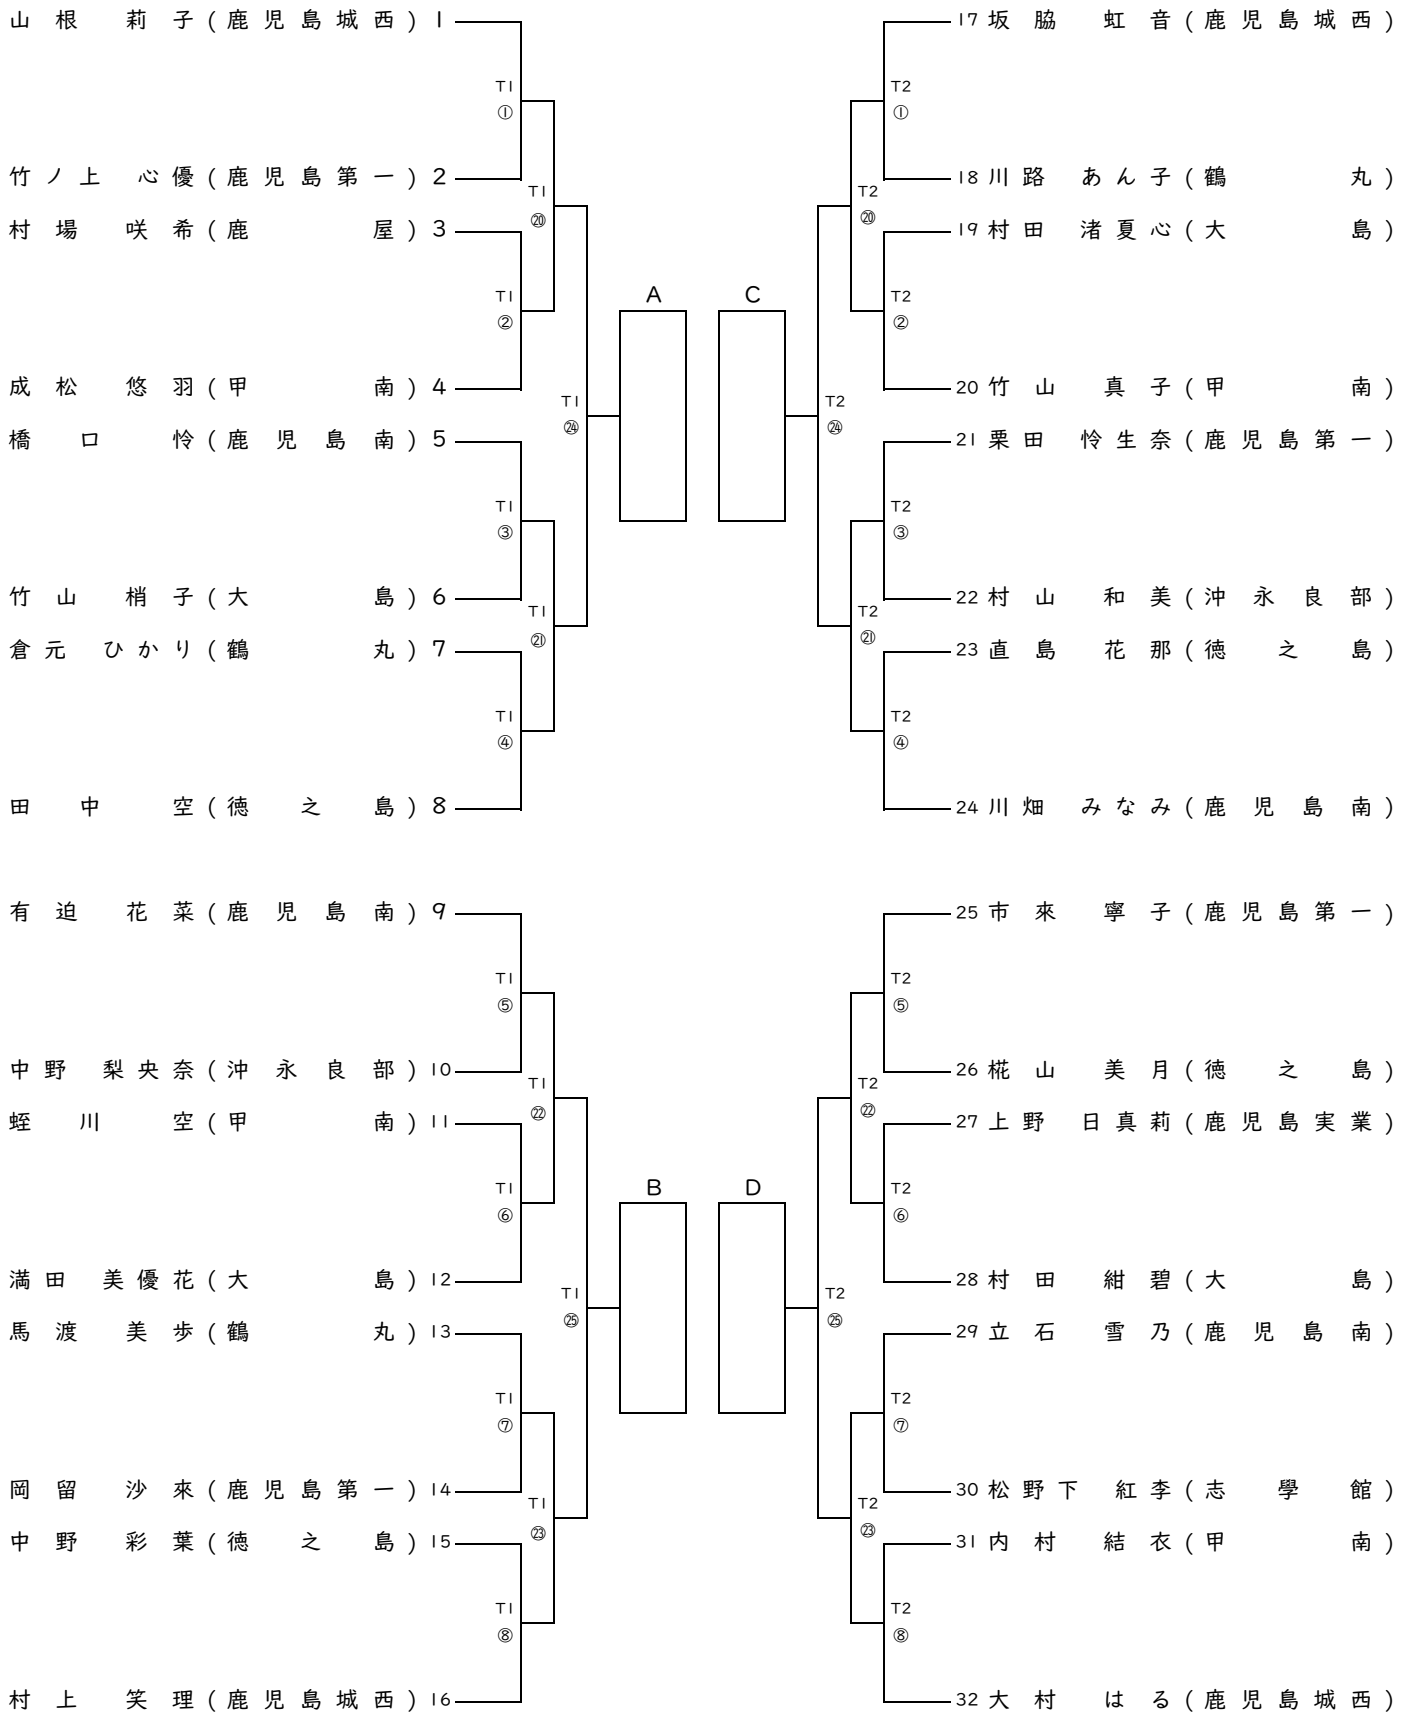 山根 莉子(鹿児島城西) 1
T1
①
竹ノ上 心優(鹿児島第一) 2
T1
⑳
村場 咲希(鹿屋) 3
T1
②
成松 悠羽(甲南) 4
T1
㉔
A
橋口 怜(鹿児島南) 5
T1
③
竹山 梢子(大島) 6
T1
㉑
倉元 ひかり(鶴丸) 7
T1
④
田中 空(徳之島) 8
有迫 花菜(鹿児島南) 9
T1
⑤
中野 梨央奈(沖永良部) 10
T1
㉒
蛭川 空(甲南) 11
T1
⑥
満田 美優花(大島) 12
T1
㉕
B
馬渡 美歩(鶴丸) 13
T1
⑦
岡留 沙來(鹿児島第一) 14
T1
㉓
中野 彩葉(徳之島) 15
T1
⑧
村上 笑理(鹿児島城西) 16
17 坂脇 虹音(鹿児島城西)
T2
①
18 川路 あん子(鶴丸)
T2
⑳
19 村田 渚夏心(大島)
T2
②
20 竹山 真子(甲南)
C
T2
㉔
21 栗田 怜生奈(鹿児島第一)
T2
③
22 村山 和美(沖永良部)
T2
㉑
23 直島 花那(徳之島)
T2
④
24 川畑 みなみ(鹿児島南)
25 市來 寧子(鹿児島第一)
T2
⑤
26 椛山 美月(徳之島)
T2
㉒
27 上野 日真莉(鹿児島実業)
T2
⑥
28 村田 紺碧(大島)
D
T2
㉕
29 立石 雪乃(鹿児島南)
T2
⑦
30 松野下 紅李(志學館)
T2
㉓
31 内村 結衣(甲南)
T2
⑧
32 大村 はる(鹿児島城西)